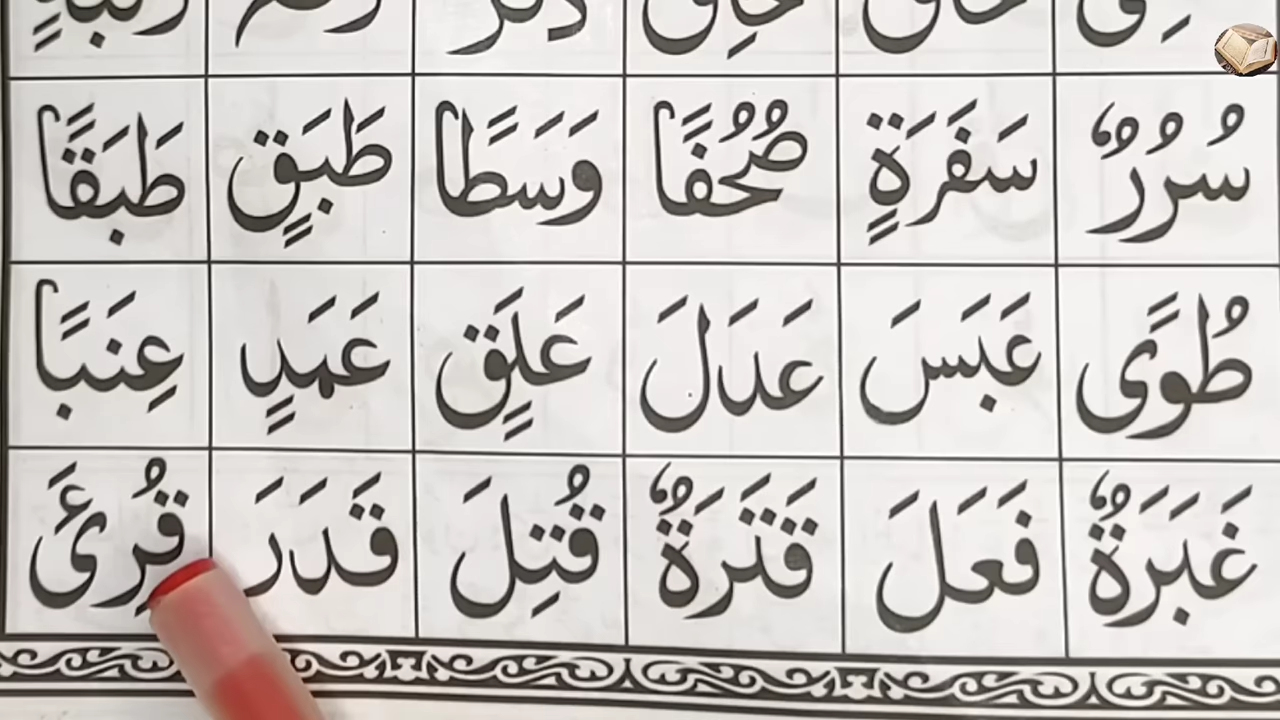 سُرُرٌ سَفَرَةٍ صُحُفًا وَسَطًا طَبَقٍ طَبَقًا
طُوًى عَبَسَ عَدَلَ عَلَقٍ عَمَدٍ عِنَبًا
غَبَرَةٌ فَعَلَ قَتَرَةٌ قُتِلَ قَدَرَ قُرِئَ